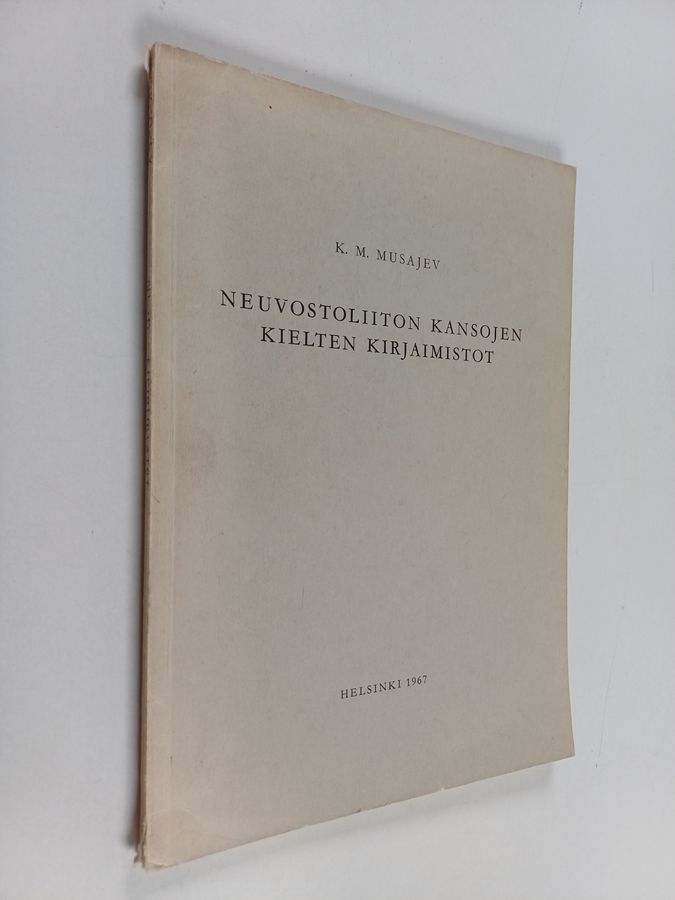 K. M. MUSAJEV
NEUVOSTOLIITON KANSOJEN
KIELTEN KIRJAIMISTOT
HELSINKI 1967